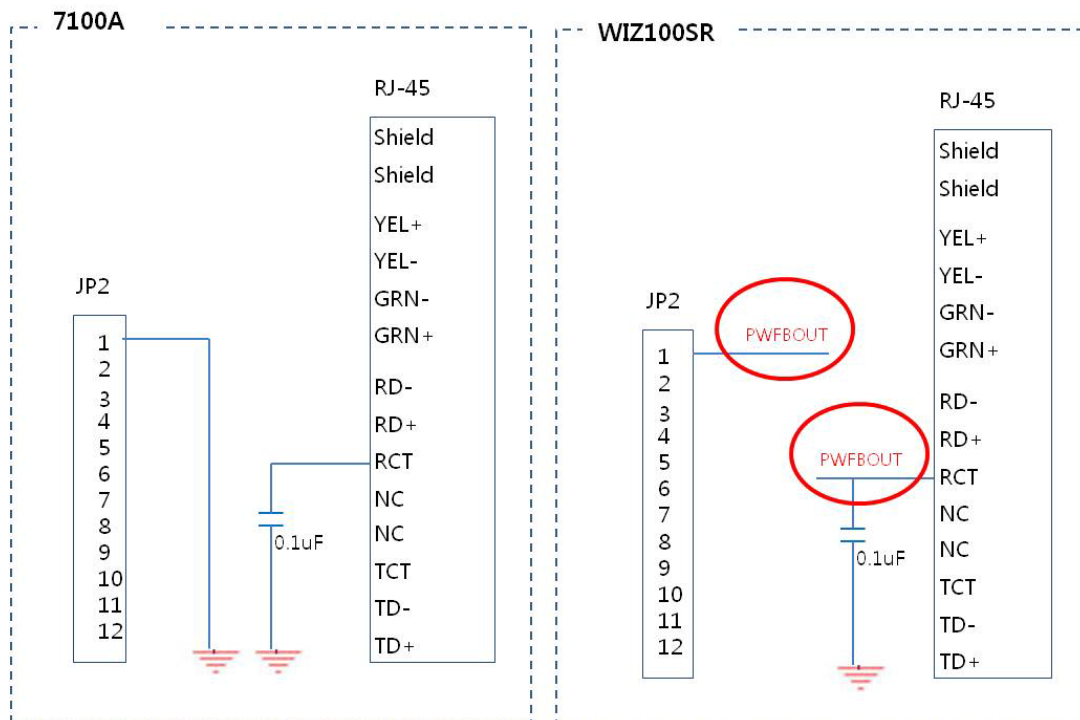 7100A
RJ-45
Shield
Shield
YEL+
YEL-
GRN-
GRN+
RD-
RD+
RCT
NC
NC
TCT
TD-
TD+
JP2
1
2
3
4
5
6
7
8
9
10
11
12
0.1uF
WIZ100SR
RJ-45
Shield
Shield
YEL+
YEL-
GRN-
GRN+
RD-
RD+
RCT
NC
NC
TCT
TD-
TD+
JP2
1
2
3
4
5
6
7
8
9
10
11
12
PWFBOUT
PWFBOUT
0.1uF